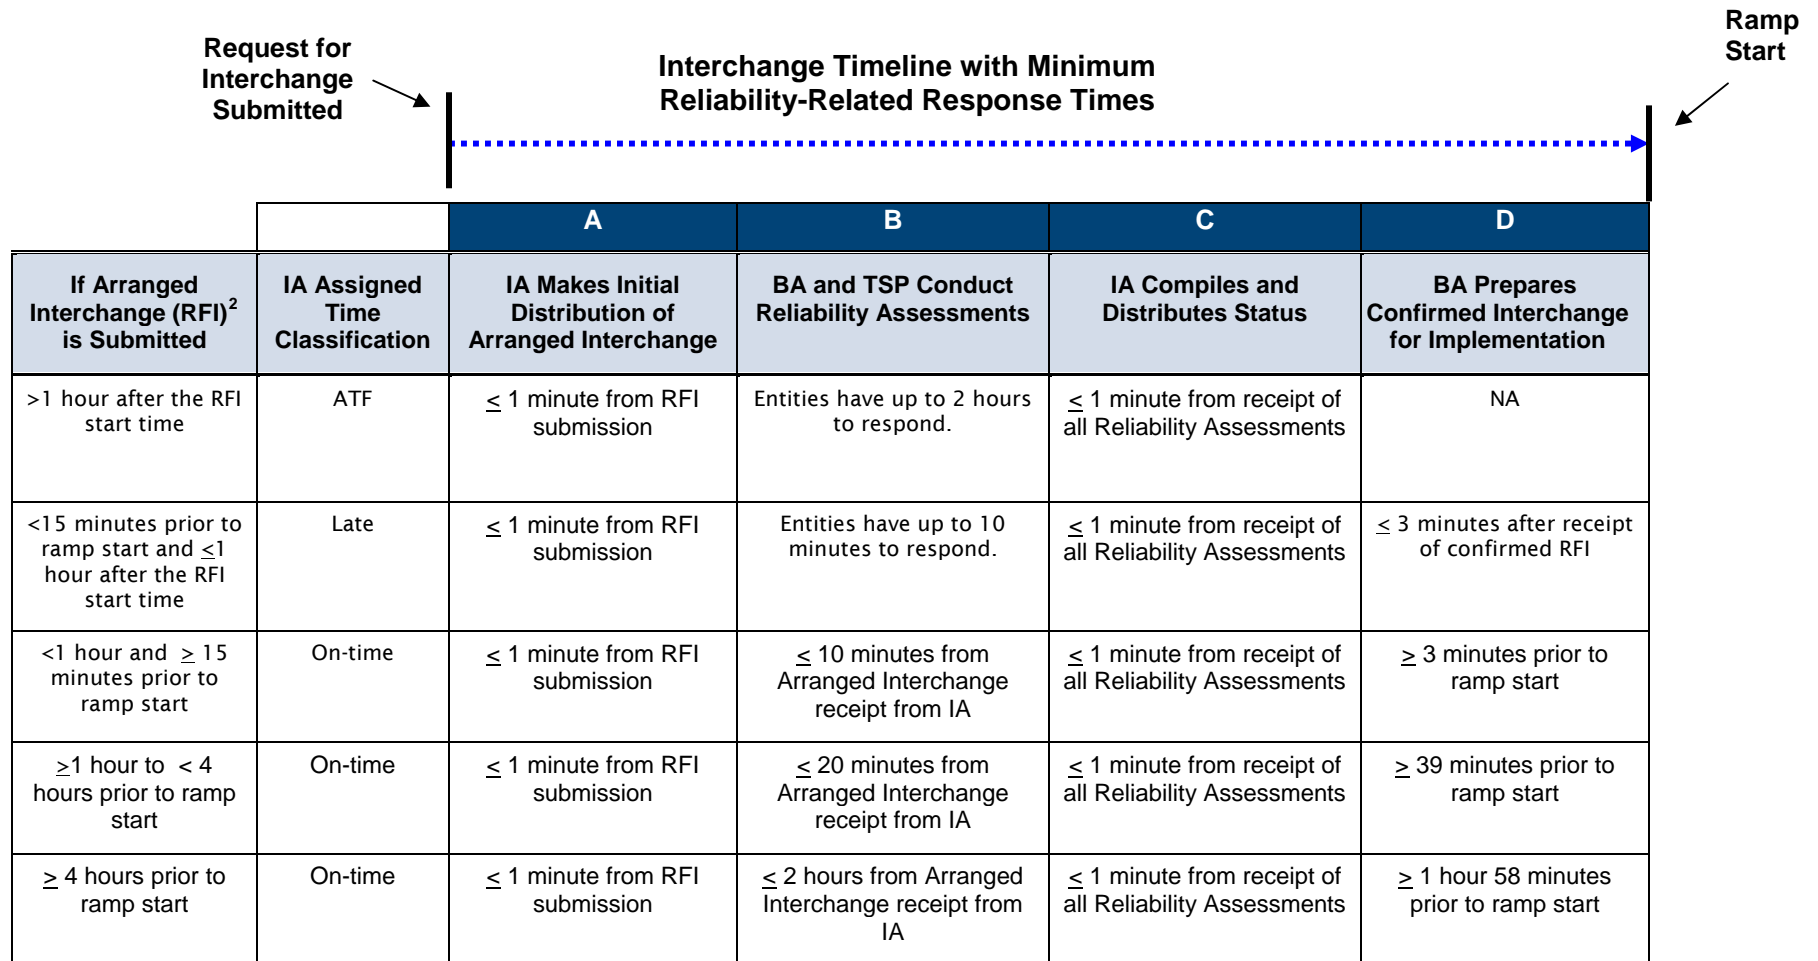 Request for
Interchange
Submitted
Interchange Timeline with Minimum
Reliability-Related Response Times
Ramp
Start
A
B
C
D
If Arranged
Interchange (RFI)2
is Submitted
IA Assigned
Time
Classification
IA Makes Initial
Distribution of
Arranged Interchange
BA and TSP Conduct
Reliability Assessments
IA Compiles and
Distributes Status
BA Prepares
Confirmed Interchange
for Implementation
>1 hour after the RFI
start time
ATF
≤ 1 minute from RFI
submission
Entities have up to 2 hours
to respond.
≤ 1 minute from receipt of
all Reliability Assessments
NA
<15 minutes prior to
ramp start and ≤1
hour after the RFI
start time
Late
≤ 1 minute from RFI
submission
Entities have up to 10
minutes to respond.
≤ 1 minute from receipt of
all Reliability Assessments
≤ 3 minutes after receipt
of confirmed RFI
<1 hour and ≥ 15
minutes prior to
ramp start
On-time
≤ 1 minute from RFI
submission
≤ 10 minutes from
Arranged Interchange
receipt from IA
≤ 1 minute from receipt of
all Reliability Assessments
≥ 3 minutes prior to
ramp start
≥1 hour to < 4
hours prior to ramp
start
On-time
≤ 1 minute from RFI
submission
≤ 20 minutes from
Arranged Interchange
receipt from IA
≤ 1 minute from receipt of
all Reliability Assessments
≥ 39 minutes prior to
ramp start
≥ 4 hours prior to
ramp start
On-time
≤ 1 minute from RFI
submission
≤ 2 hours from Arranged
Interchange receipt from
IA
≤ 1 minute from receipt of
all Reliability Assessments
≥ 1 hour 58 minutes
prior to ramp start